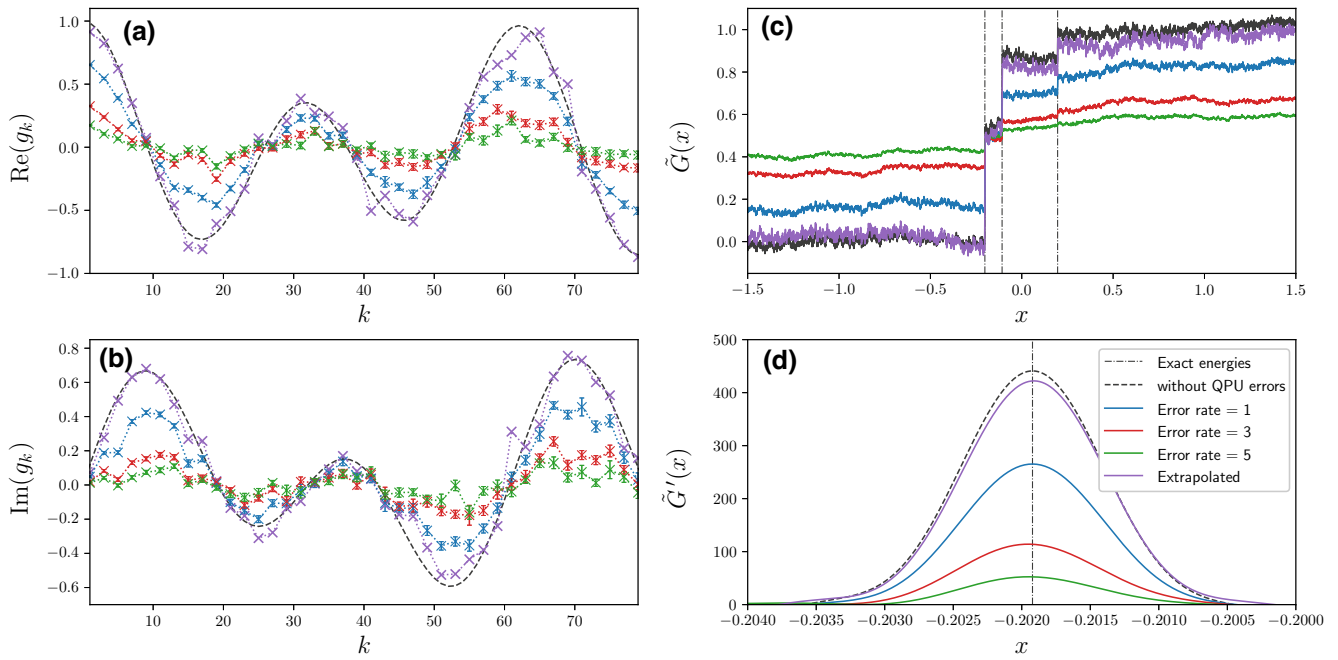 (a)
1.0
0.5
0.0
−0.5
−1.0
Re(g_k)
10 20 30 40 50 60 70
k
(b)
0.8
0.6
0.4
0.2
0.0
−0.2
−0.4
−0.6
Im(g_k)
10 20 30 40 50 60 70
k
(c)
1.0
0.8
0.6
0.4
0.2
0.0
G̃(x)
−1.5 −1.0 −0.5 0.0 0.5 1.0 1.5
x
(d)
500
400
300
200
100
0
G̃′(x)
Exact energies
without QPU errors
Error rate = 1
Error rate = 3
Error rate = 5
Extrapolated
−0.2040 −0.2035 −0.2030 −0.2025 −0.2020 −0.2015 −0.2010 −0.2005 −0.2000
x